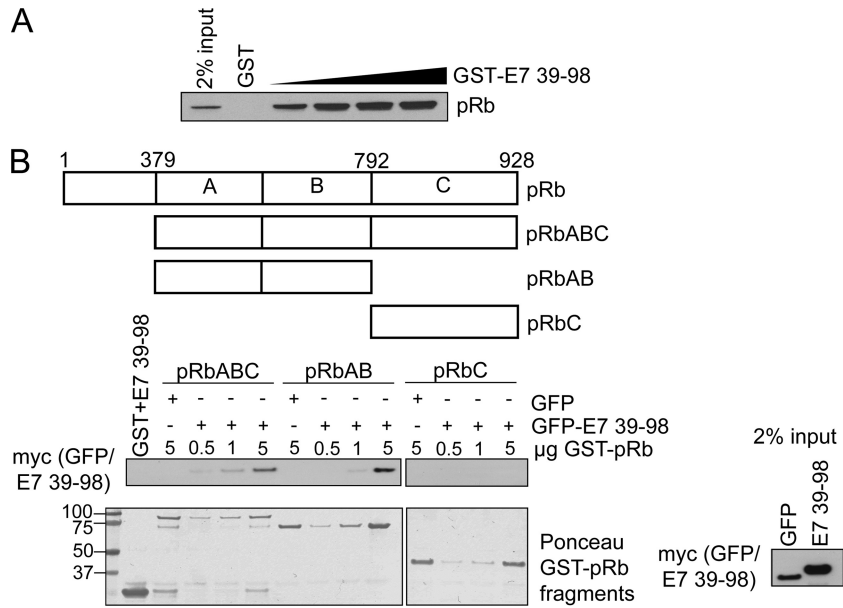 A
2% input
GST
GST-E7 39-98
pRb
B
1 379 792 928
A B C pRb
pRbABC
pRbAB
pRbC
GST+E7 39-98
pRbABC pRbAB pRbC
+ - - - + - - - + - - - GFP
- + + + - + + + - + + + GFP-E7 39-98
5 0.5 1 5 5 0.5 1 5 5 0.5 1 5 µg GST-pRb
myc (GFP/
E7 39-98)
100
75
50
37
Ponceau
GST-pRb
fragments
2% input
GFP
E7 39-98
myc (GFP/
E7 39-98)